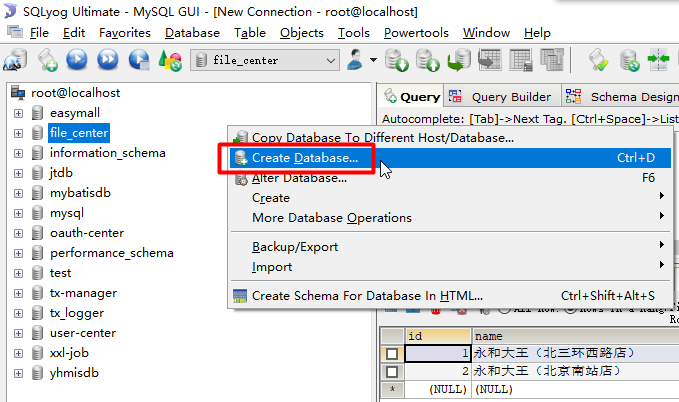 SQLyog Ultimate - MySQL GUI - [New Connection - root@localhost]
File Edit Favorites Database Table Objects Tools Powertools Window Help
file_center
root@localhost
easymall
file_center
information_schema
jtdb
mybatisdb
mysql
oauth-center
performance_schema
test
tx-manager
tx_logger
user-center
xxl-job
yhmisdb
Query Query Builder Schema Design
Autocomplete: [Tab]->Next Tag. [Ctrl+Space]->List
Copy Database To Different Host/Database...
Create Database... Ctrl+D
Alter Database... F6
Create
More Database Operations
Backup/Export
Import
Create Schema For Database In HTML... Ctrl+Shift+Alt+S
id name
1 永和大王（北三环西路店）
2 永和大王（北京南站店）
* (NULL) (NULL)